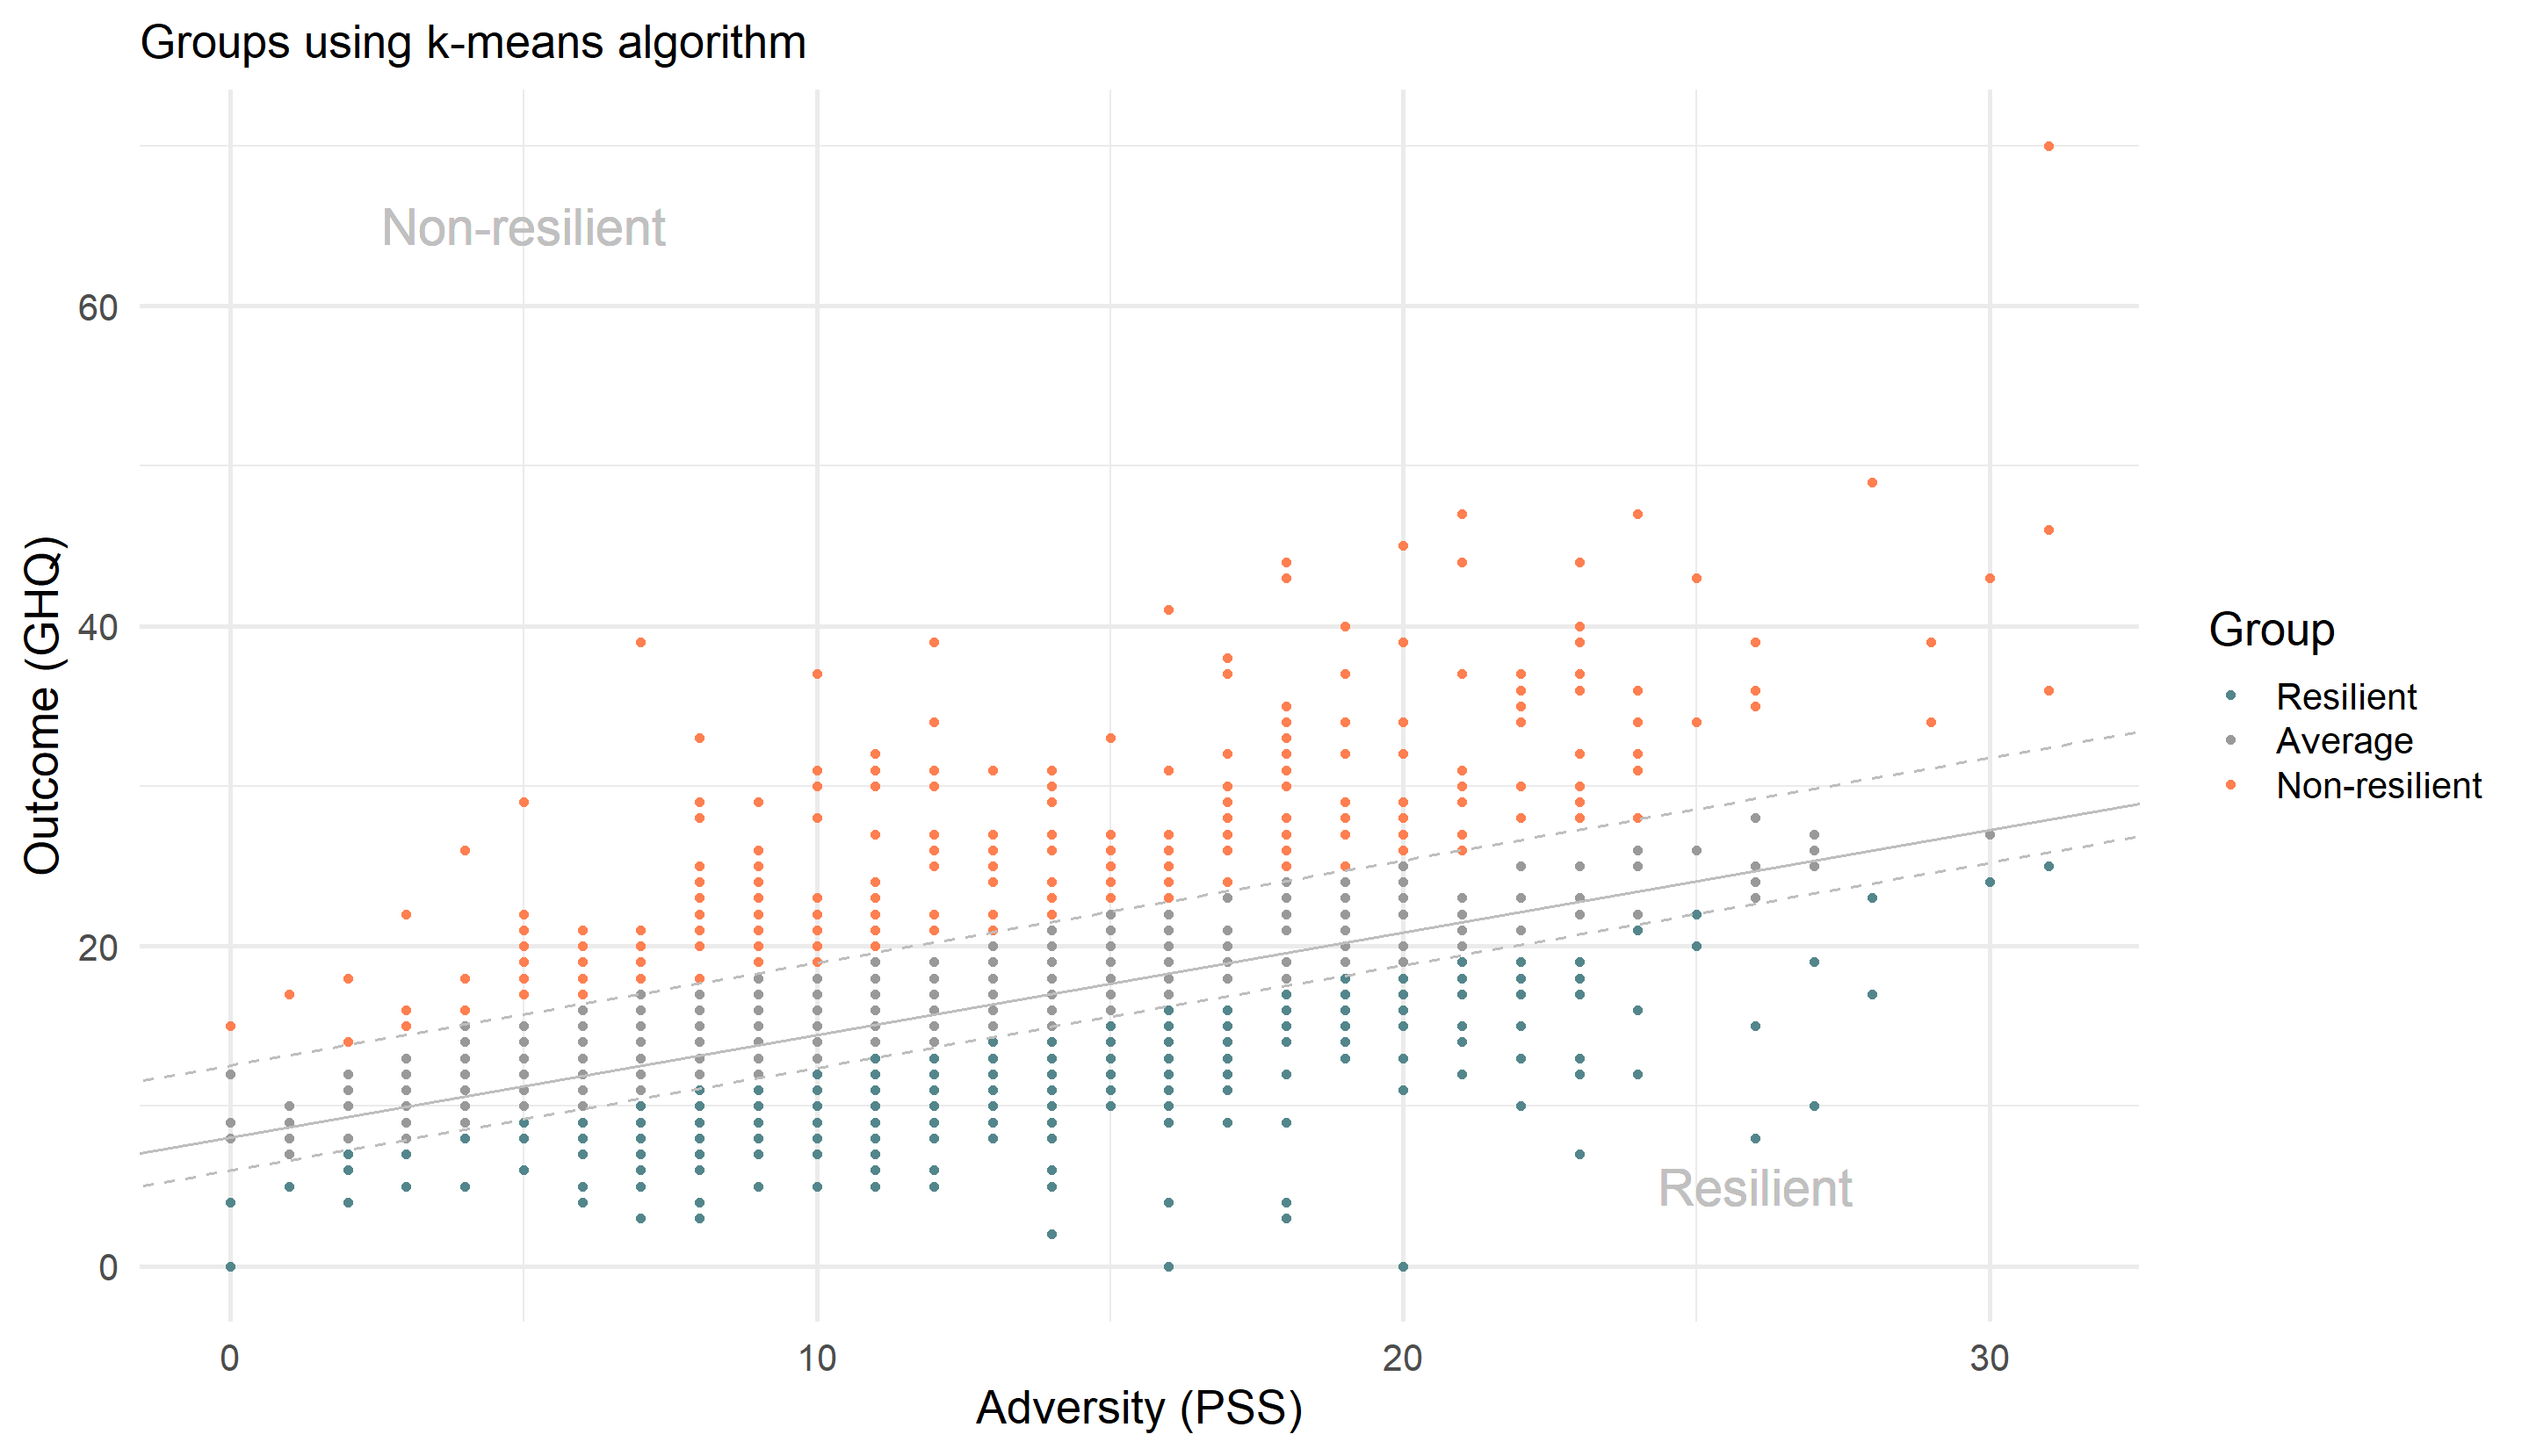 Groups using k-means algorithm
Non-resilient
60
40
20
0
Outcome (GHQ)
Resilient
0 10 20 30
Adversity (PSS)
Group
Resilient
Average
Non-resilient